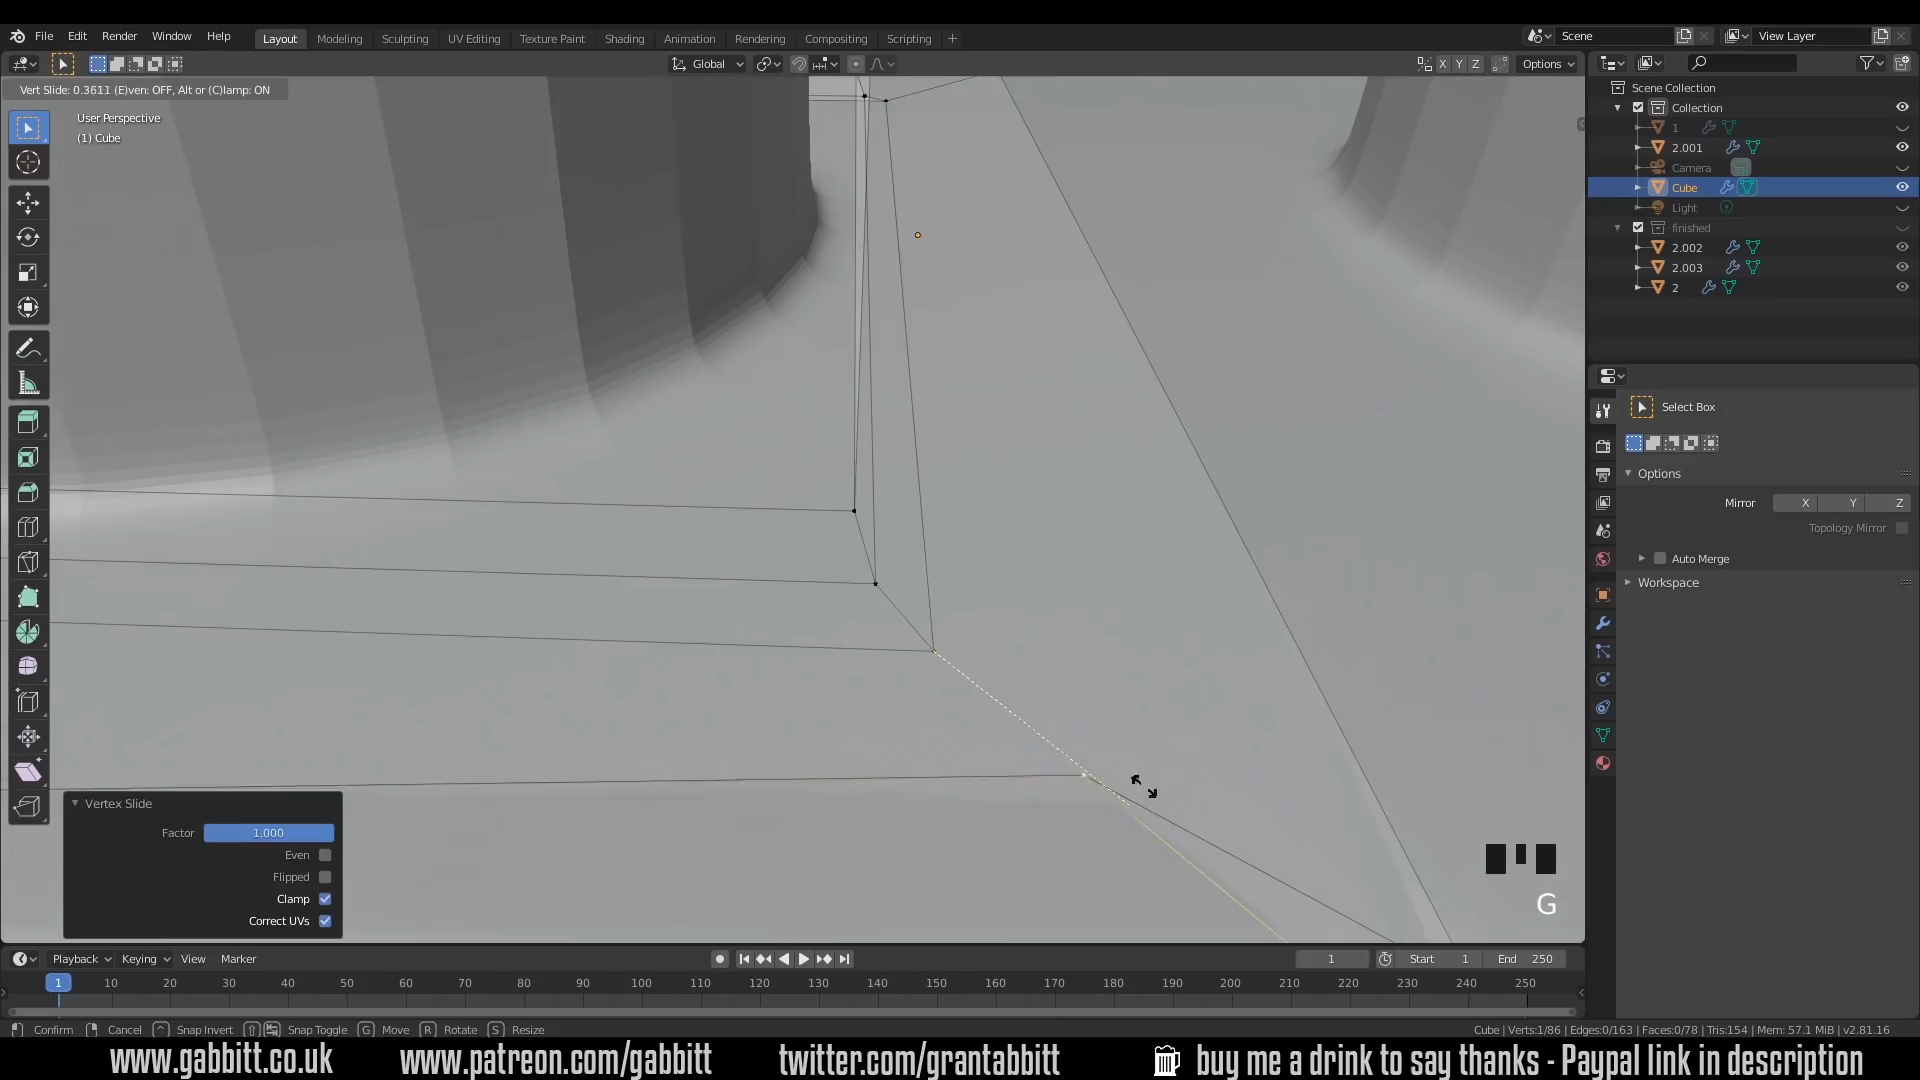 File Edit Render Window Help Layout Modeling Sculpting UV Editing Texture Paint Shading Animation Rendering Compositing Scripting + Scene View Layer
Global X Y Z Options
Vert Slide: 0.3611 (E)ven: OFF, Alt or (C)lamp: ON
User Perspective
(1) Cube
Scene Collection
Collection
1
2.001
Camera
Cube
Light
finished
2.002
2.003
2
Select Box
Options
Mirror X Y Z
Topology Mirror
Auto Merge
Workspace
Vertex Slide
Factor 1.000
Even
Flipped
Clamp
Correct UVs
G
Playback Keying View Marker 1 Start 1 End 250
1 10 20 30 40 50 60 70 80 90 100 110 120 130 140 150 160 170 180 190 200 210 220 230 240 250
Confirm Cancel Snap Invert Snap Toggle G Move R Rotate S Resize Cube | Verts:1/86 | Edges:0/163 | Faces:0/78 | Tris:154 | Mem: 57.1 MiB | v2.81.16
www.gabbitt.co.uk www.patreon.com/gabbitt twitter.com/grantabbitt buy me a drink to say thanks - Paypal link in description